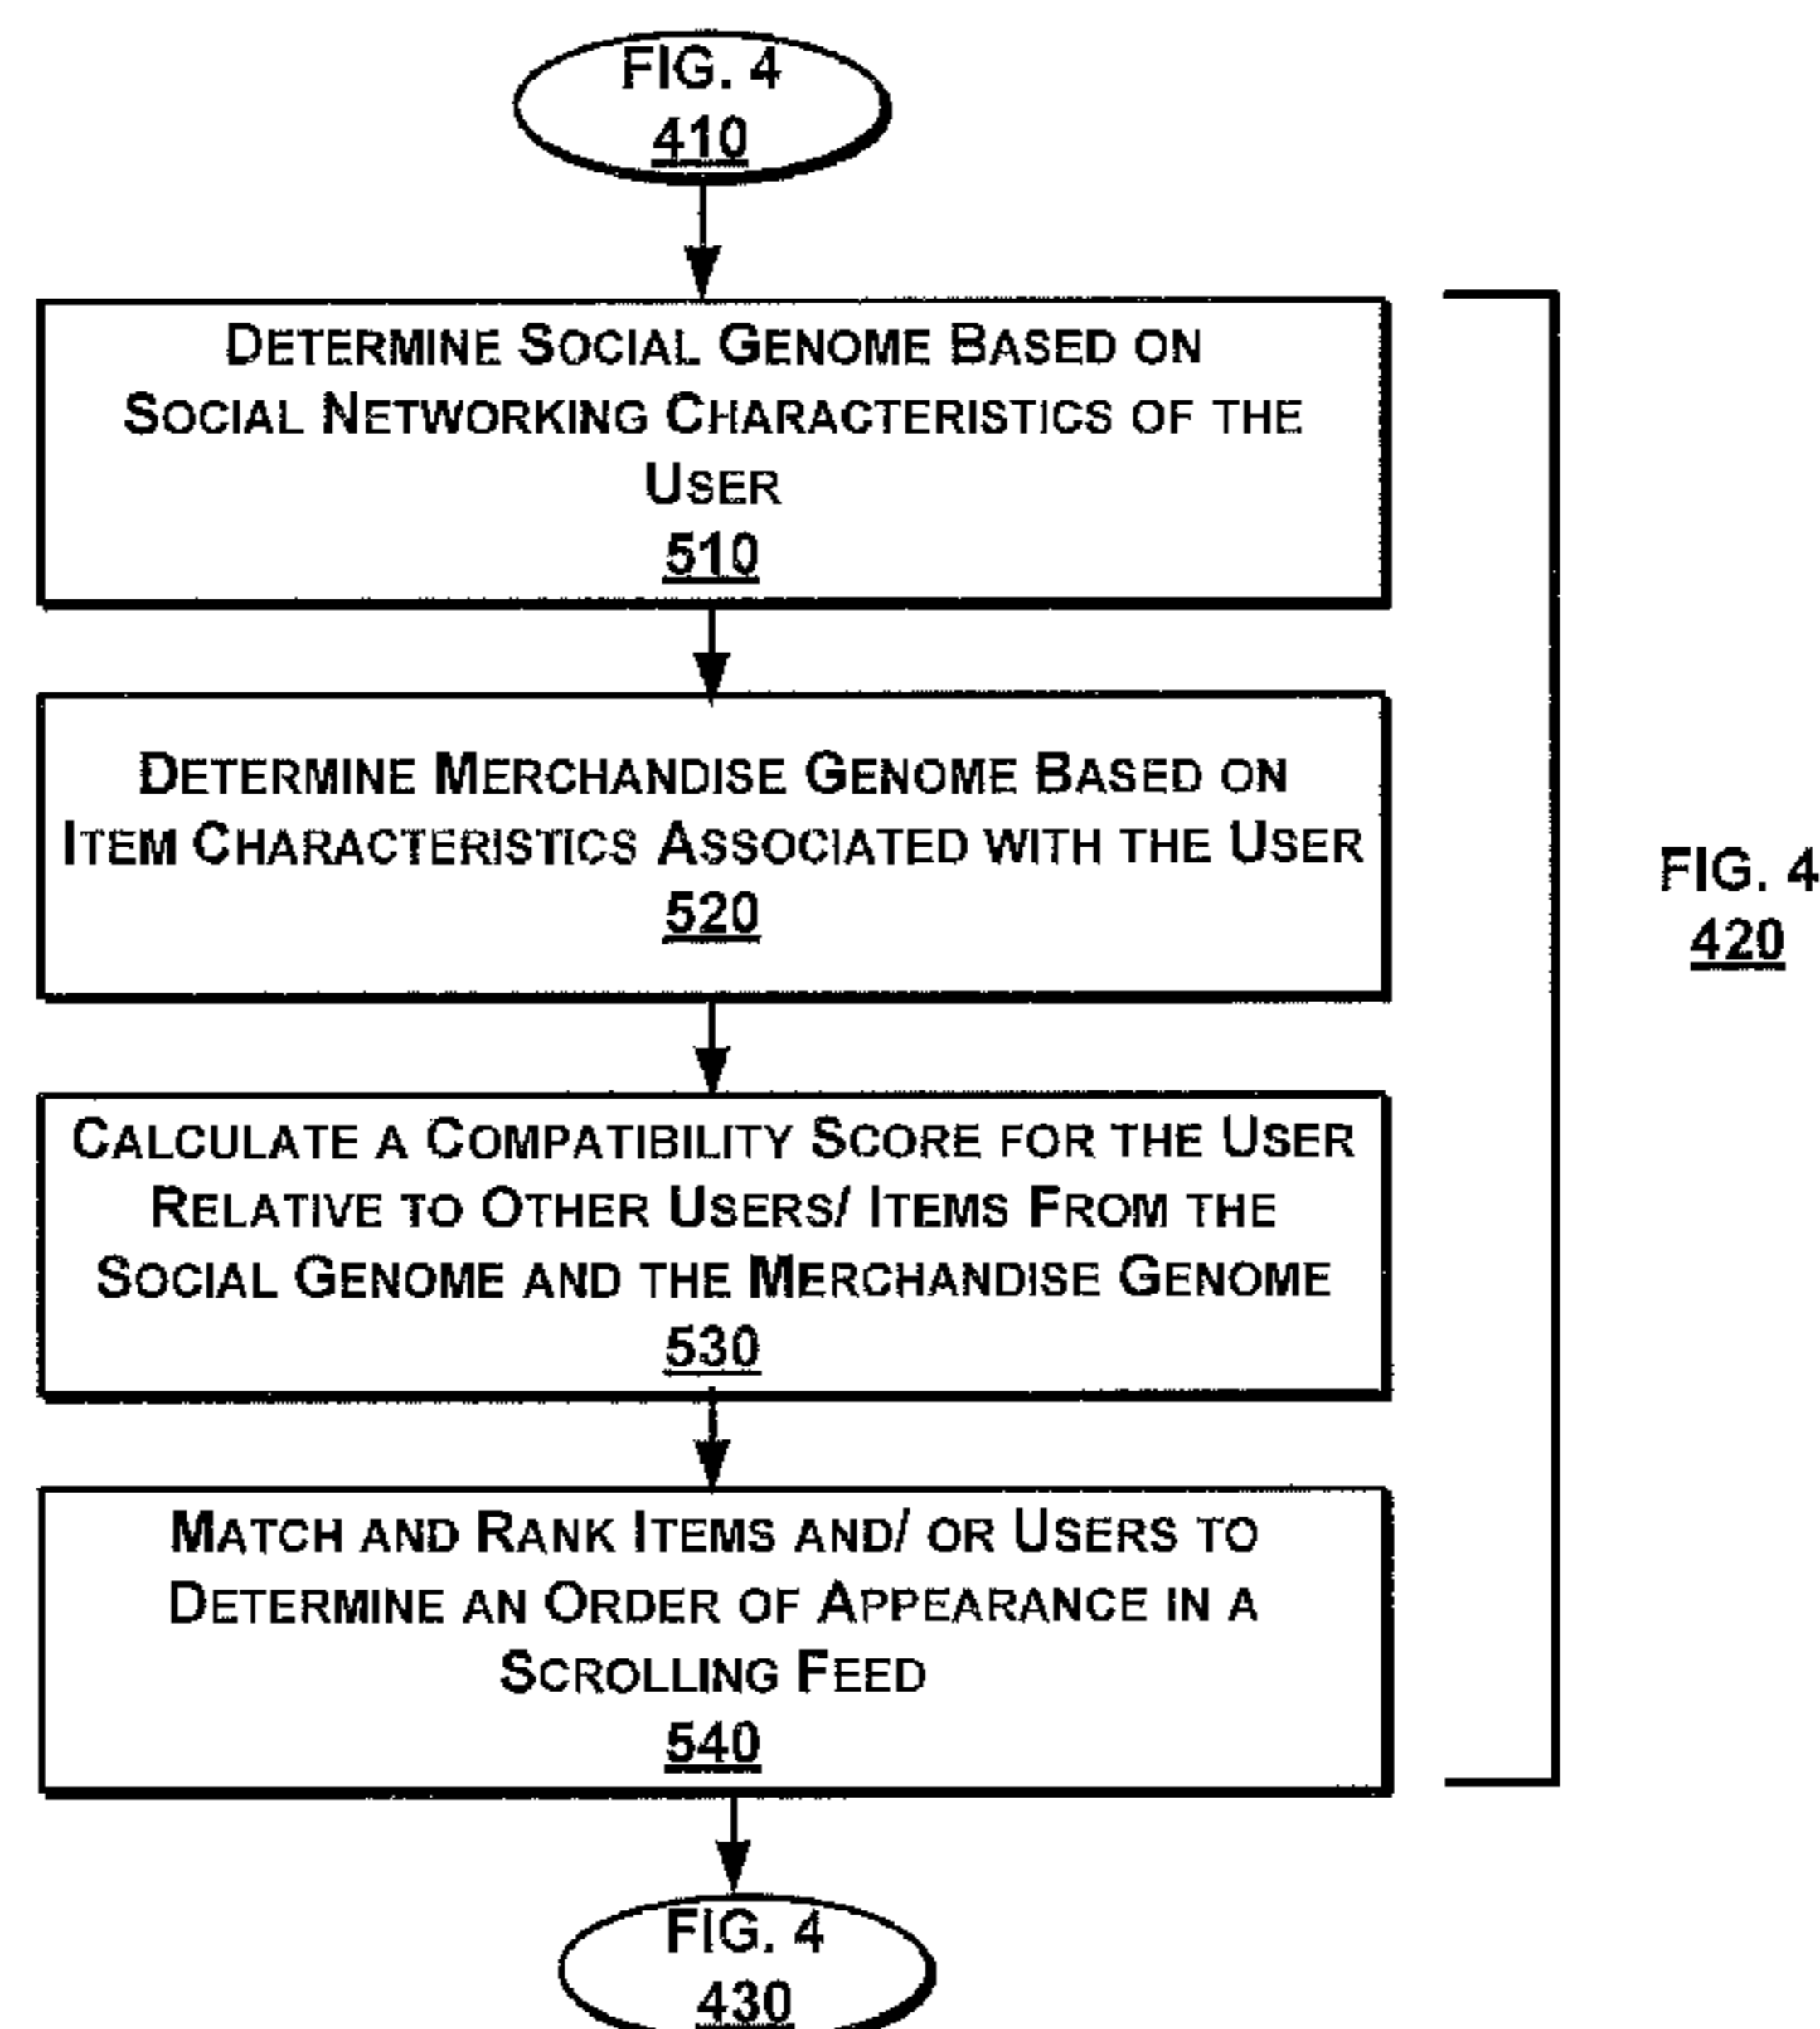 FIG. 4
410
DETERMINE SOCIAL GENOME BASED ON
SOCIAL NETWORKING CHARACTERISTICS OF THE
USER
510
DETERMINE MERCHANDISE GENOME BASED ON
ITEM CHARACTERISTICS ASSOCIATED WITH THE USER
520
CALCULATE A COMPATIBILITY SCORE FOR THE USER
RELATIVE TO OTHER USERS/ ITEMS FROM THE
SOCIAL GENOME AND THE MERCHANDISE GENOME
530
MATCH AND RANK ITEMS AND/ OR USERS TO
DETERMINE AN ORDER OF APPEARANCE IN A
SCROLLING FEED
540
FIG. 4
430
FIG. 4
420